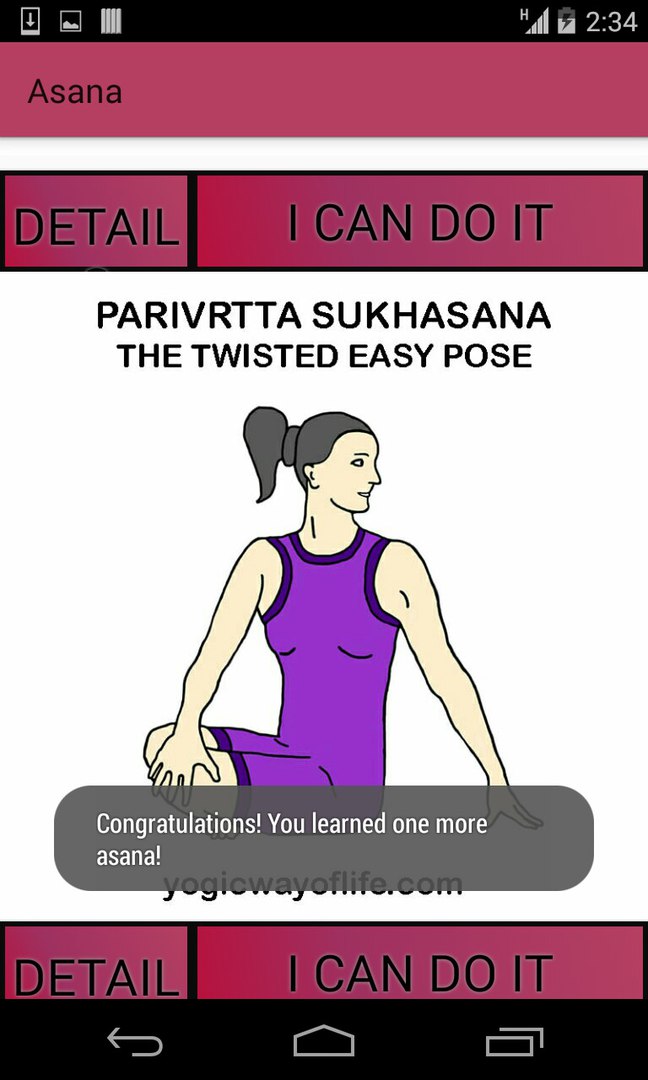 H 2:34
Asana
DETAIL I CAN DO IT
PARIVRTTA SUKHASANA
THE TWISTED EASY POSE
Congratulations! You learned one more
asana!
yogicwayoflife.com
DETAIL I CAN DO IT